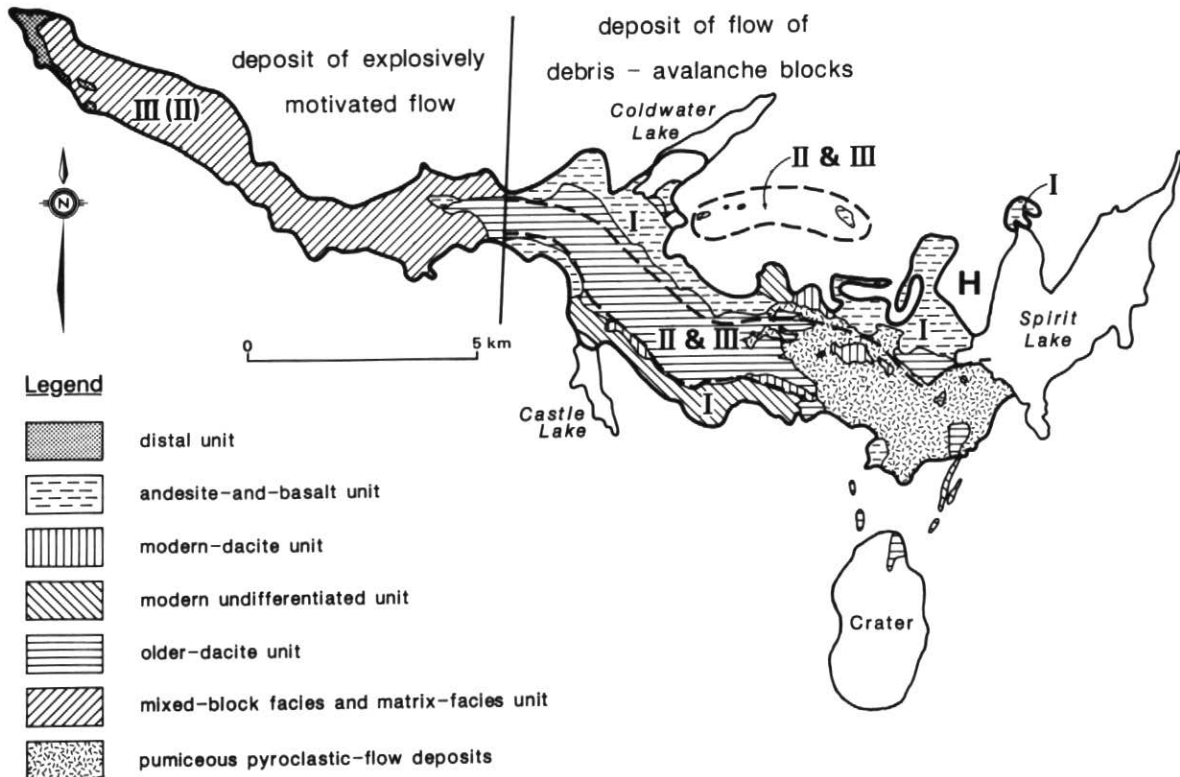 deposit of explosively
motivated flow
deposit of flow of
debris - avalanche blocks
Coldwater
Lake
III (II)
II & III
I
I
N
H
I
Spirit
Lake
0
5 km
II & III
I
Castle
Lake
Crater
Legend
distal unit
andesite-and-basalt unit
modern-dacite unit
modern undifferentiated unit
older-dacite unit
mixed-block facies and matrix-facies unit
pumiceous pyroclastic-flow deposits